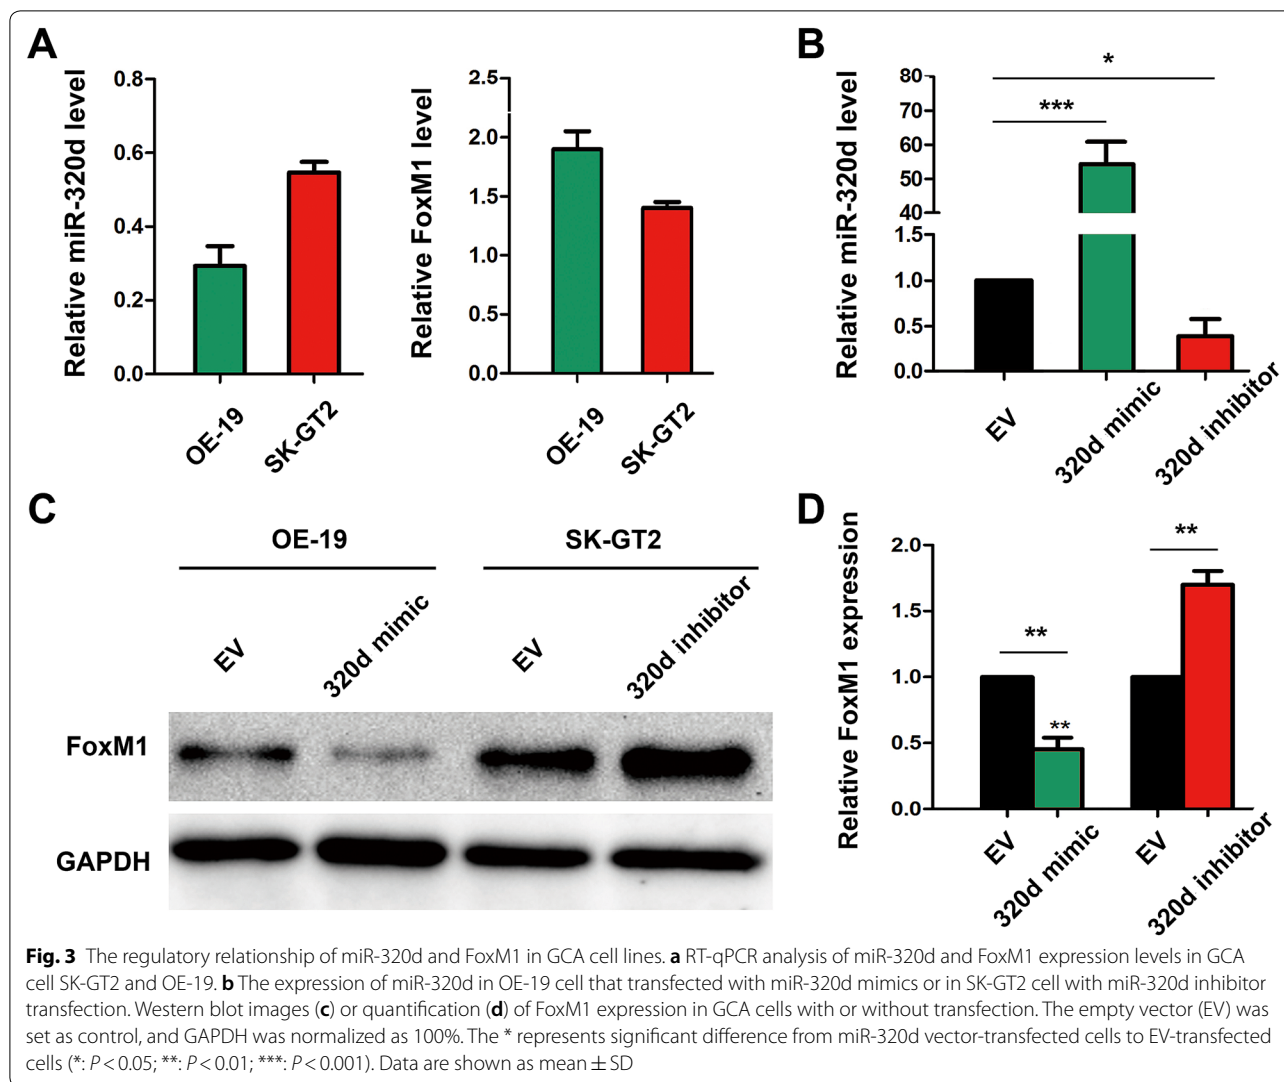 A
Relative miR-320d level
0.8
0.6
0.4
0.2
0.0
OE-19
SK-GT2
Relative FoxM1 level
2.5
2.0
1.5
1.0
0.5
0.0
OE-19
SK-GT2
B
Relative miR-320d level
80
70
60
50
40
1.5
1.0
0.5
0.0
*
***
EV
320d mimic
320d inhibitor
C
OE-19
SK-GT2
EV
320d mimic
EV
320d inhibitor
FoxM1
GAPDH
D
Relative FoxM1 expression
2.0
1.5
1.0
0.5
0.0
**
**
**
EV
320d mimic
EV
320d inhibitor
Fig. 3 The regulatory relationship of miR-320d and FoxM1 in GCA cell lines. a RT-qPCR analysis of miR-320d and FoxM1 expression levels in GCA
cell SK-GT2 and OE-19. b The expression of miR-320d in OE-19 cell that transfected with miR-320d mimics or in SK-GT2 cell with miR-320d inhibitor
transfection. Western blot images (c) or quantification (d) of FoxM1 expression in GCA cells with or without transfection. The empty vector (EV) was
set as control, and GAPDH was normalized as 100%. The * represents significant difference from miR-320d vector-transfected cells to EV-transfected
cells (*: P < 0.05; **: P < 0.01; ***: P < 0.001). Data are shown as mean ± SD